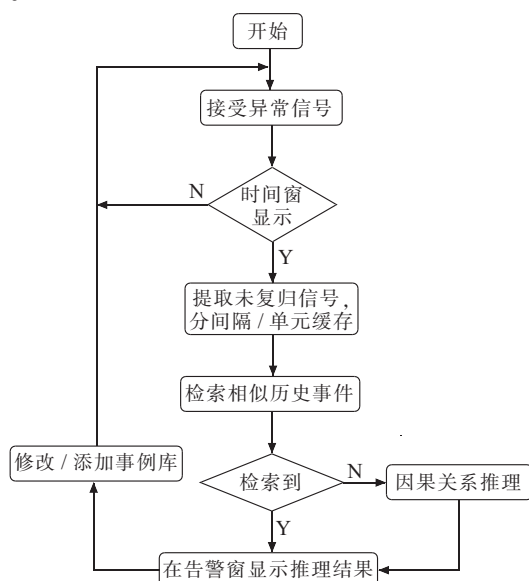 开始
接受异常信号
N
时间窗
显示
Y
提取未复归信号，
分间隔 / 单元缓存
检索相似历史事件
修改 / 添加事例库
检索到
N
因果关系推理
Y
在告警窗显示推理结果